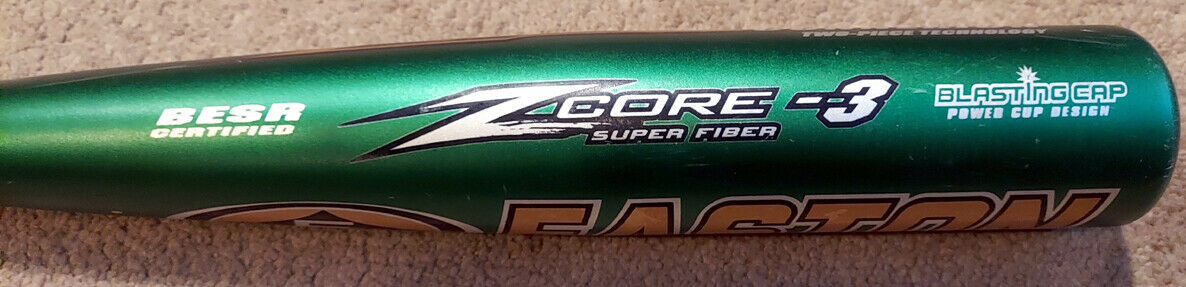 TWO-PIECE TECHNOLOGY
BESR
CERTIFIED
ZCORE -3
SUPER FIBER
BLASTING CAP
POWER CUP DESIGN
EASTON